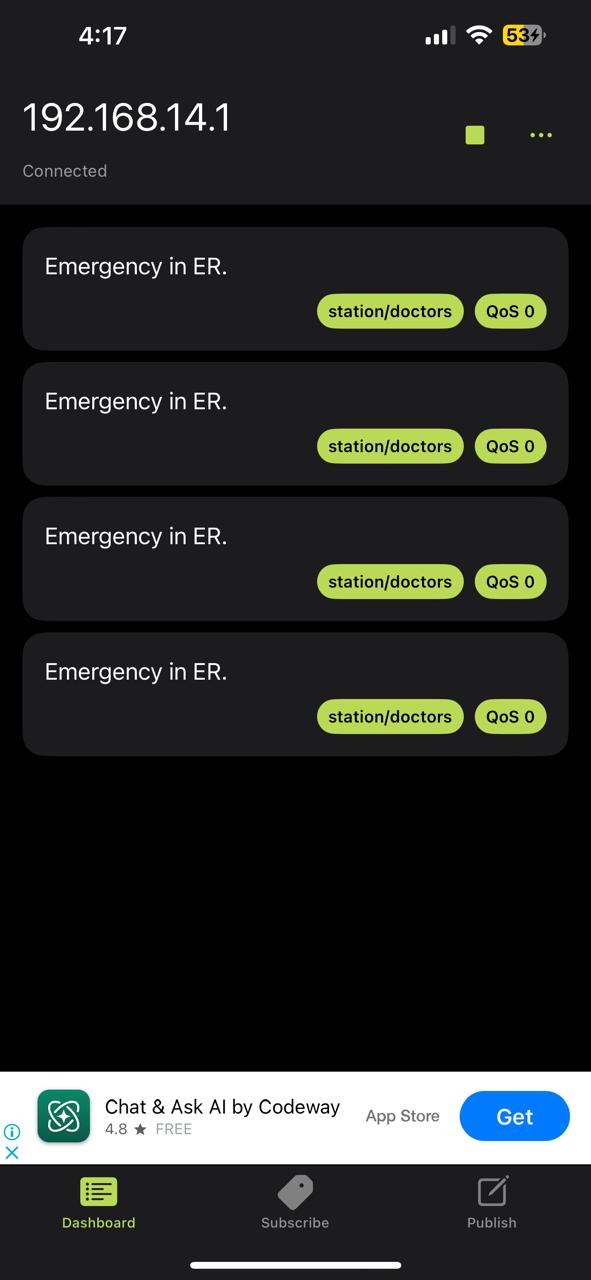 4:17
53
192.168.14.1
Connected
Emergency in ER.
station/doctors QoS 0
Emergency in ER.
station/doctors QoS 0
Emergency in ER.
station/doctors QoS 0
Emergency in ER.
station/doctors QoS 0
Chat & Ask AI by Codeway
4.8 ★ FREE
App Store
Get
Dashboard
Subscribe
Publish